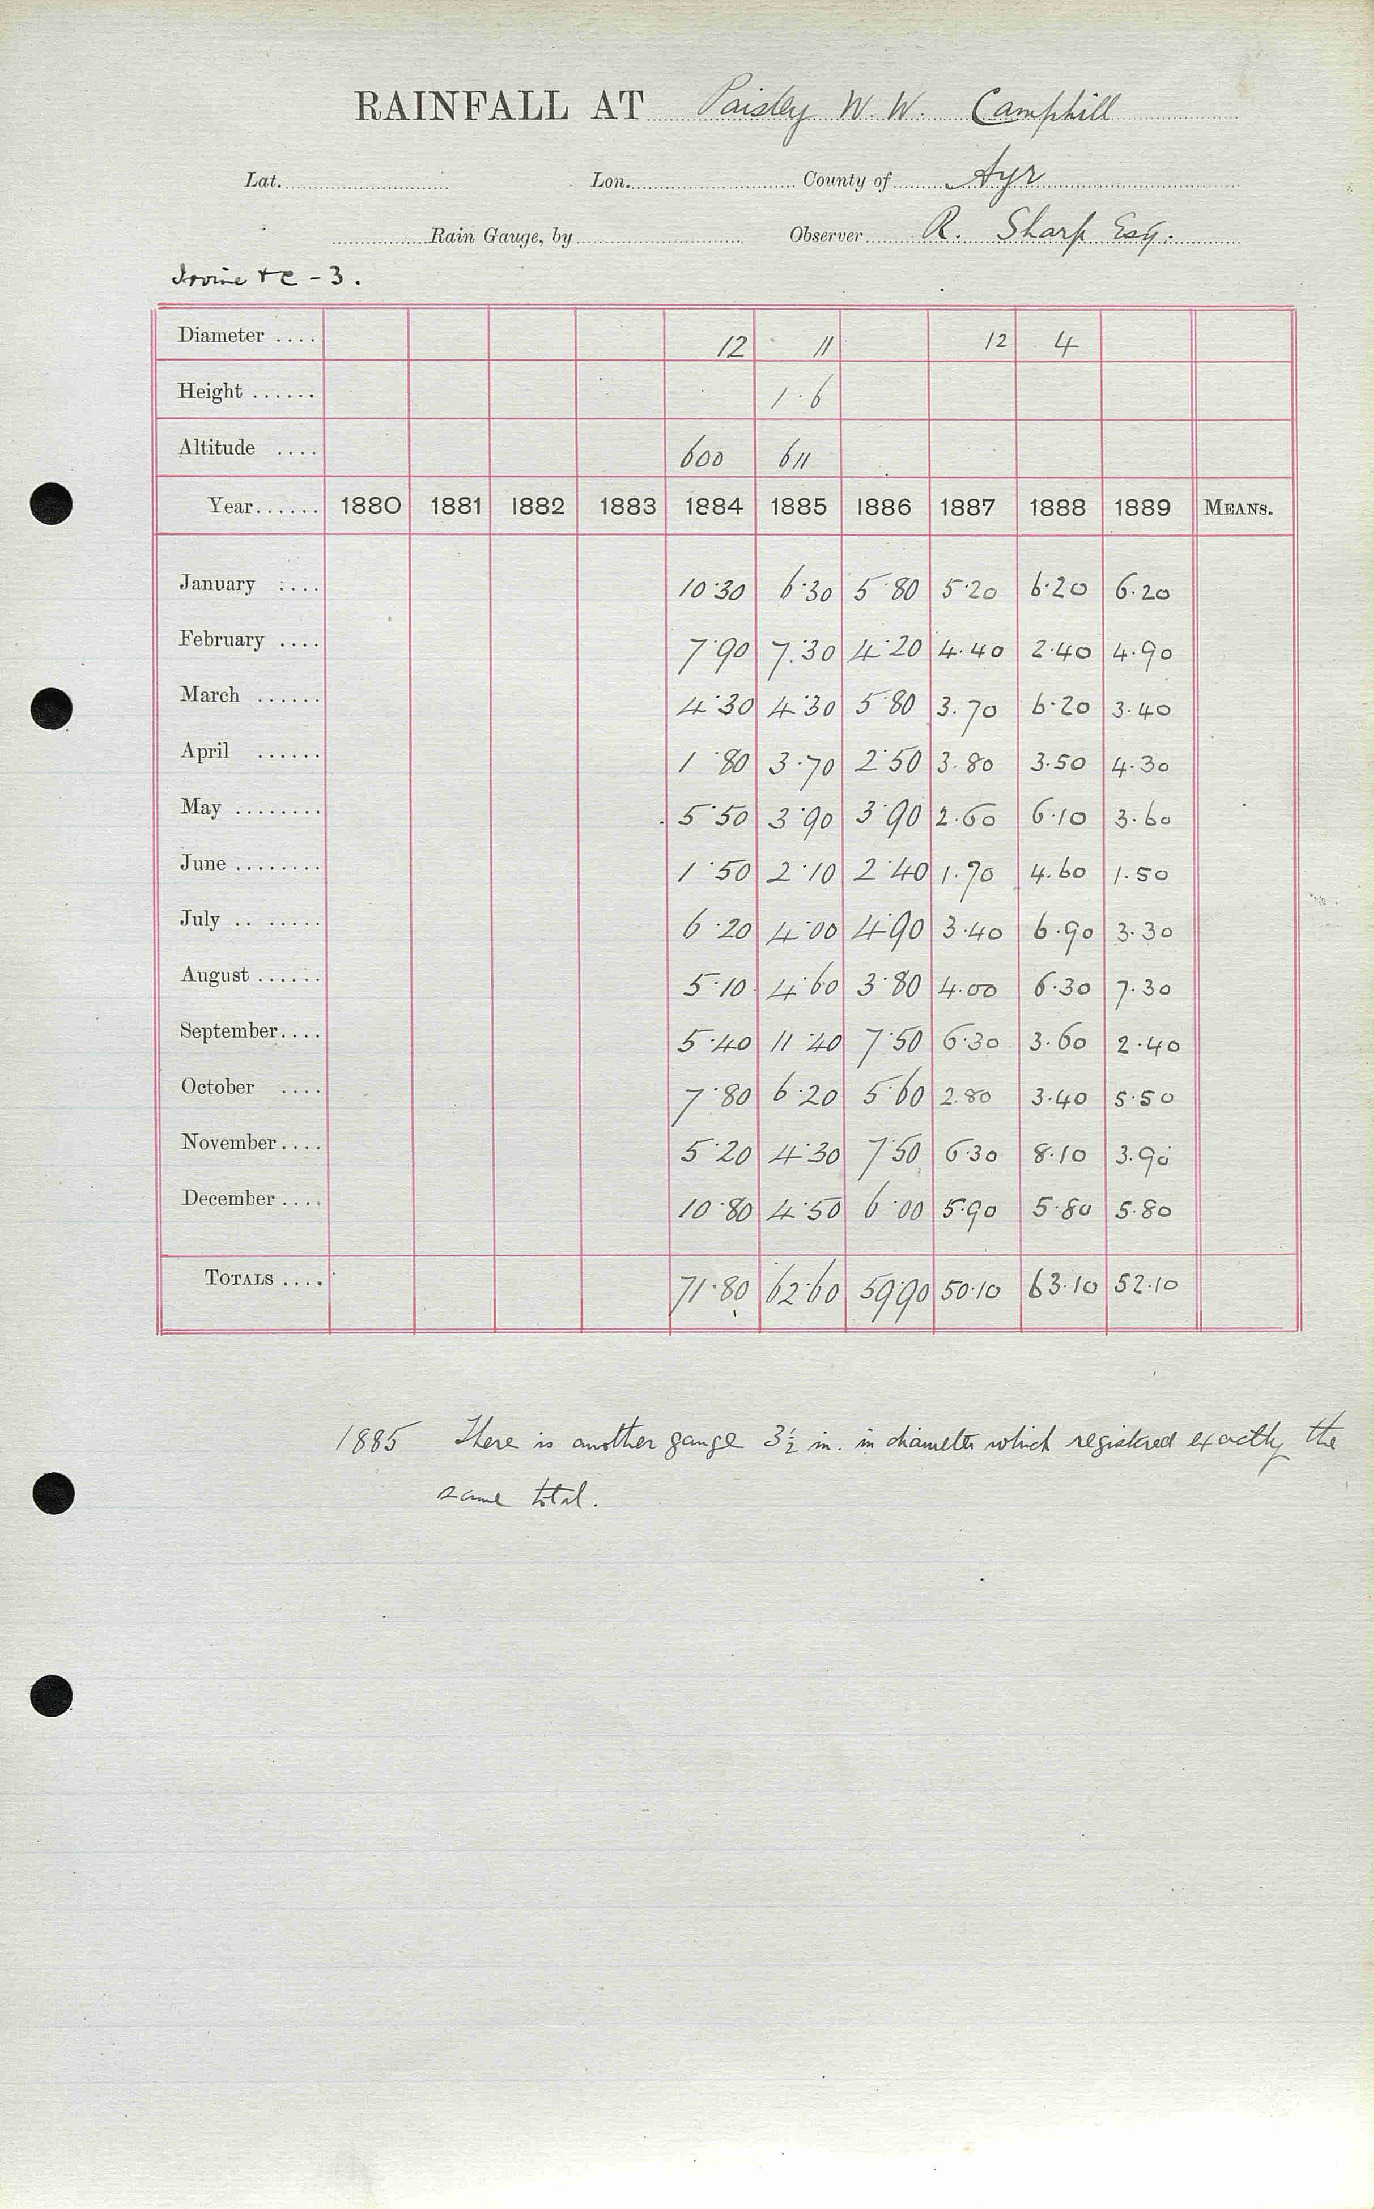 RAINFALL AT Paisley W. W. Camphill
Lat. Lon. County of Ayr
Rain Gauge, by Observer R. Sharp Esq.
Irvine &c - 3.
Diameter .... 12 11 12 4
Height ...... 1·6
Altitude .... 600 611
Year...... 1880 1881 1882 1883 1884 1885 1886 1887 1888 1889 MEANS.
January .... 10·30 6·30 5·80 5·20 6·20 6·20
February .... 7·90 7·30 4·20 4·40 2·40 4·90
March ...... 4·30 4·30 5·80 3·70 6·20 3·40
April ...... 1·80 3·70 2·50 3·80 3·50 4·30
May ........ 5·50 3·90 3·90 2·60 6·10 3·60
June ........ 1·50 2·10 2·40 1·70 4·60 1·50
July .. ..... 6·20 4·00 4·90 3·40 6·90 3·30
August ...... 5·10 4·60 3·80 4·00 6·30 7·30
September.... 5·40 11·40 7·50 6·30 3·60 2·40
October .... 7·80 6·20 5·60 2·80 3·40 5·50
November.... 5·20 4·30 7·50 6·30 8·10 3·90
December.... 10·80 4·50 6·00 5·90 5·80 5·80
TOTALS .... 71·80 62·60 59·90 50·10 63·10 52·10
1885 There is another gauge 3½ in. in diameter which registered exactly the
same total.